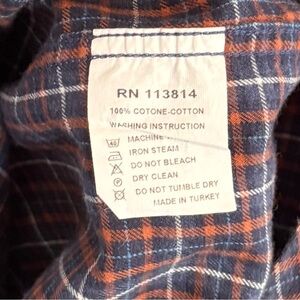 RN 113814
100% COTONE-COTTON
WASHING INSTRUCTION
40 MACHINE
IRON STEAM
DO NOT BLEACH
DRY CLEAN
DO NOT TUMBLE DRY
MADE IN TURKEY